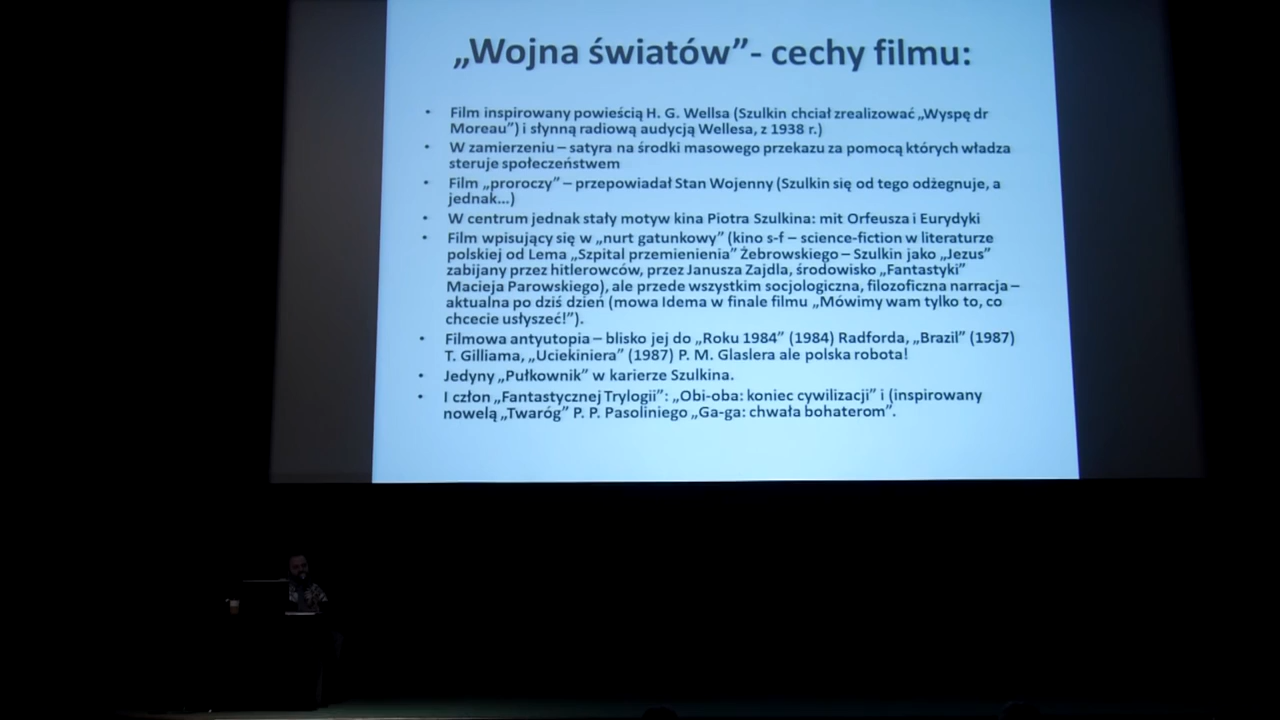 „Wojna światów”- cechy filmu:
• Film inspirowany powieścią H. G. Wellsa (Szulkin chciał zrealizować „Wyspę dr
Moreau”) i słynną radiową audycją Wellesa, z 1938 r.)
• W zamierzeniu – satyra na środki masowego przekazu za pomocą których władza
steruje społeczeństwem
• Film „proroczy” – przepowiadał Stan Wojenny (Szulkin się od tego odżegnuje, a
jednak...)
• W centrum jednak stały motyw kina Piotra Szulkina: mit Orfeusza i Eurydyki
• Film wpisujący się w „nurt gatunkowy” (kino s-f – science-fiction w literaturze
polskiej od Lema „Szpital przemienienia” Żebrowskiego – Szulkin jako „Jezus”
zabijany przez hitlerowców, przez Janusza Zajdla, środowisko „Fantastyki”
Macieja Parowskiego), ale przede wszystkim socjologiczna, filozoficzna narracja –
aktualna po dziś dzień (mowa Idema w finale filmu „Mówimy wam tylko to, co
chcecie usłyszeć!”).
• Filmowa antyutopia – blisko jej do „Roku 1984” (1984) Radforda, „Brazil” (1987)
T. Gilliama, „Uciekiniera” (1987) P. M. Glaslera ale polska robota!
• Jedyny „Pułkownik” w karierze Szulkina.
• I człon „Fantastycznej Trylogii”: „Obi-oba: koniec cywilizacji” i (inspirowany
nowelą „Twaróg” P. P. Pasoliniego „Ga-ga: chwała bohaterom”.